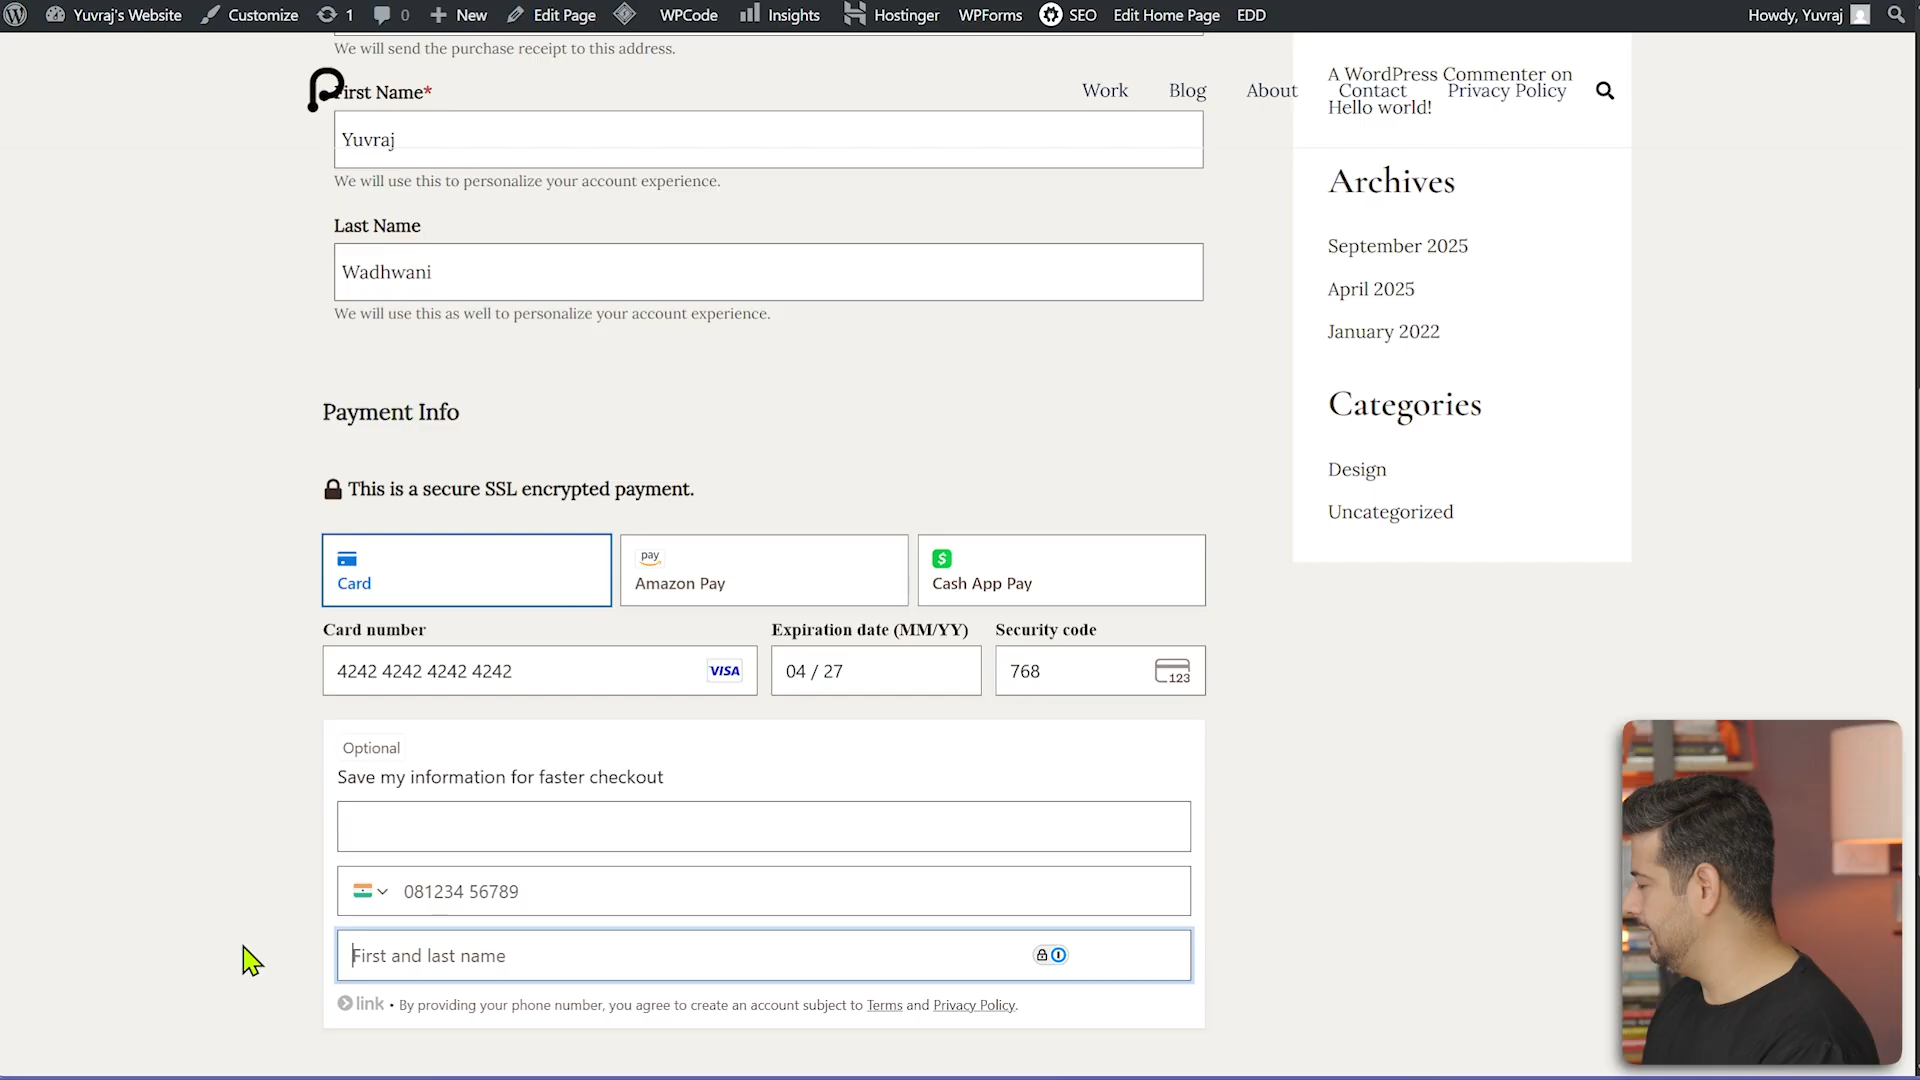 Yuvraj's Website Customize 1 0 New Edit Page WPCode Insights Hostinger WPForms SEO Edit Home Page EDD Howdy, Yuvraj
We will send the purchase receipt to this address.
First Name*
Work Blog About Contact Privacy Policy
A WordPress Commenter on
Hello world!
Yuvraj
We will use this to personalize your account experience.
Last Name
Wadhwani
We will use this as well to personalize your account experience.
Archives
September 2025
April 2025
January 2022
Categories
Design
Uncategorized
Payment Info
This is a secure SSL encrypted payment.
Card
pay
Amazon Pay
$
Cash App Pay
Card number
4242 4242 4242 4242 VISA
Expiration date (MM/YY)
04 / 27
Security code
768 123
Optional
Save my information for faster checkout
081234 56789
First and last name
link • By providing your phone number, you agree to create an account subject to Terms and Privacy Policy.